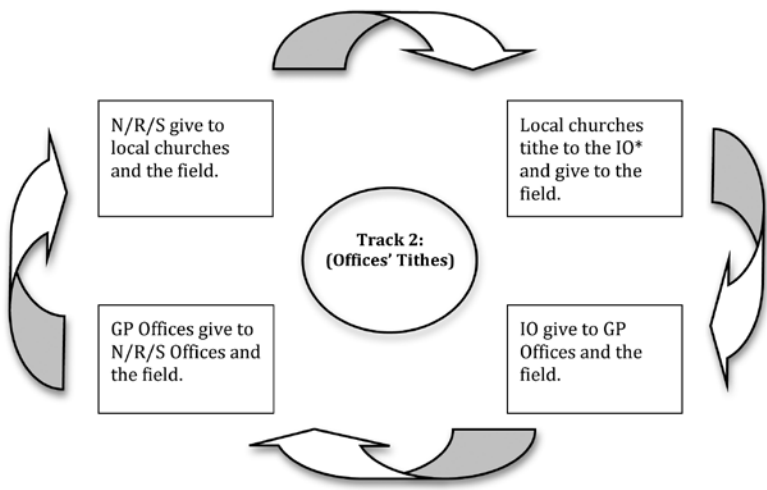 N/R/S give to
local churches
and the field.
Local churches
tithe to the IO*
and give to the
field.
Track 2:
(Offices' Tithes)
GP Offices give to
N/R/S Offices and
the field.
IO give to GP
Offices and the
field.